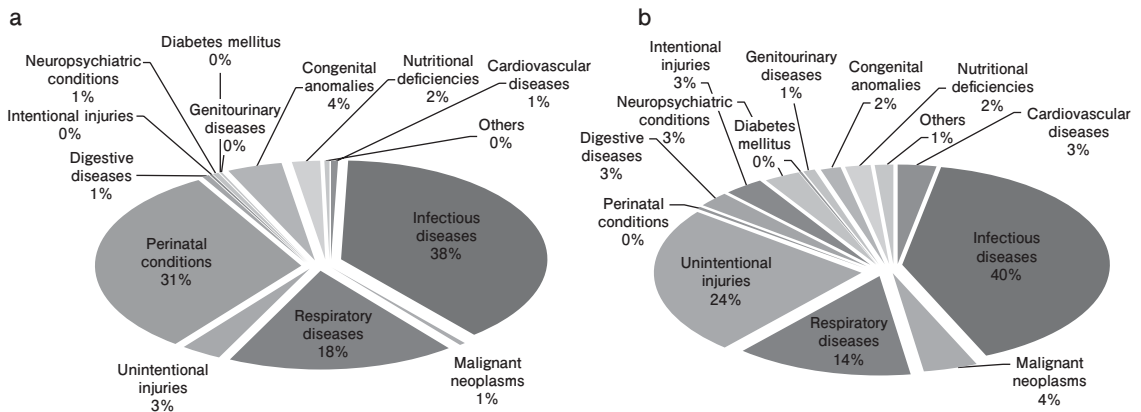 a
Neuropsychiatric
conditions
1%
Diabetes mellitus
0%
Intentional injuries
0%
Genitourinary
diseases
0%
Congenital
anomalies
4%
Nutritional
deficiencies
2%
Cardiovascular
diseases
1%
Others
0%
Digestive
diseases
1%
Infectious
diseases
38%
Perinatal
conditions
31%
Respiratory
diseases
18%
Unintentional
injuries
3%
Malignant
neoplasms
1%
b
Intentional
injuries
3%
Genitourinary
diseases
1%
Congenital
anomalies
2%
Nutritional
deficiencies
2%
Neuropsychiatric
conditions
3%
Diabetes
mellitus
0%
Others
1%
Cardiovascular
diseases
3%
Digestive
diseases
3%
Perinatal
conditions
0%
Infectious
diseases
40%
Unintentional
injuries
24%
Respiratory
diseases
14%
Malignant
neoplasms
4%